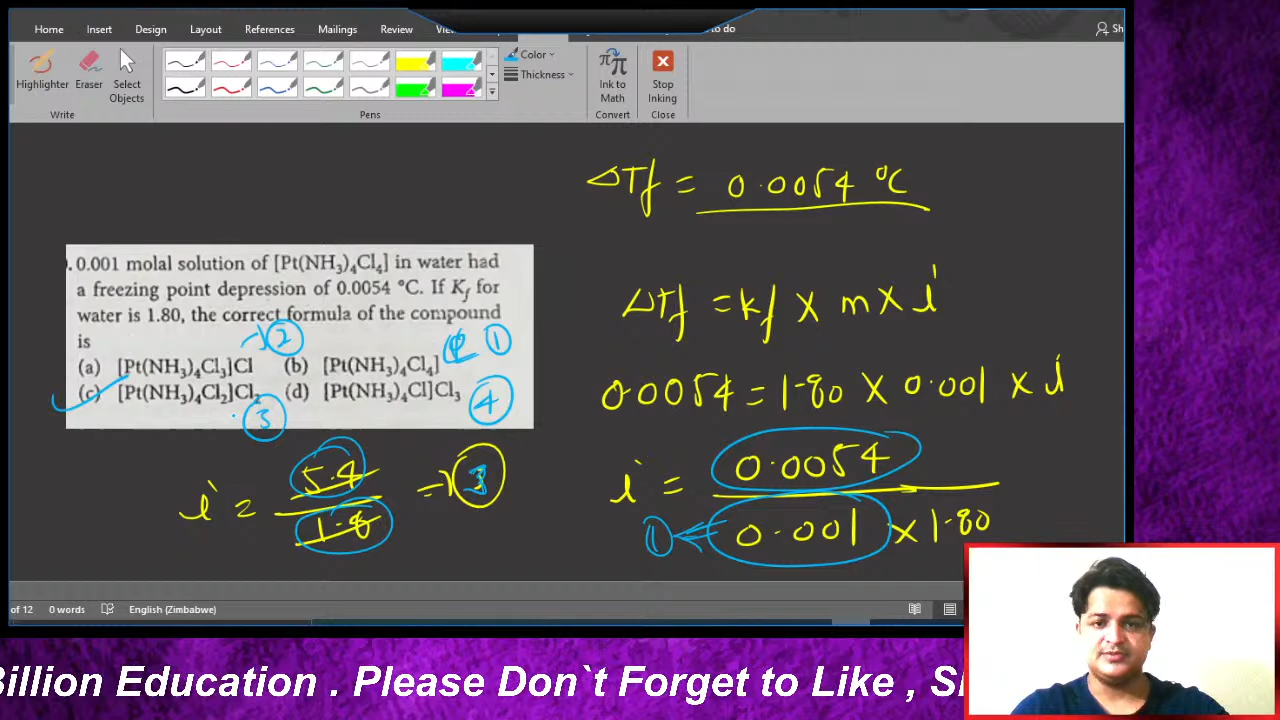 Home Insert Design Layout References Mailings Review to do
Highlighter Eraser Select Objects
Color
Thickness
Ink to Math
Stop Inking
Write Pens Convert Close
0.001 molal solution of [Pt(NH₃)₄Cl₄] in water had
a freezing point depression of 0.0054 °C. If Kf for
water is 1.80, the correct formula of the compound
is
(a) [Pt(NH₃)₄Cl₃]Cl (b) [Pt(NH₃)₄Cl₄]
(c) [Pt(NH₃)₄Cl₂]Cl₂ (d) [Pt(NH₃)₄Cl]Cl₃
2
1
3
4
i = 5.4 / 1.8 ⇒ 3
ΔTf = 0.0054 °C
ΔTf = kf × m × i
0.0054 = 1.80 × 0.001 × i
i = 0.0054
0.001 × 1.80
1
of 12 0 words English (Zimbabwe)
Billion Education . Please Don`t Forget to Like ,